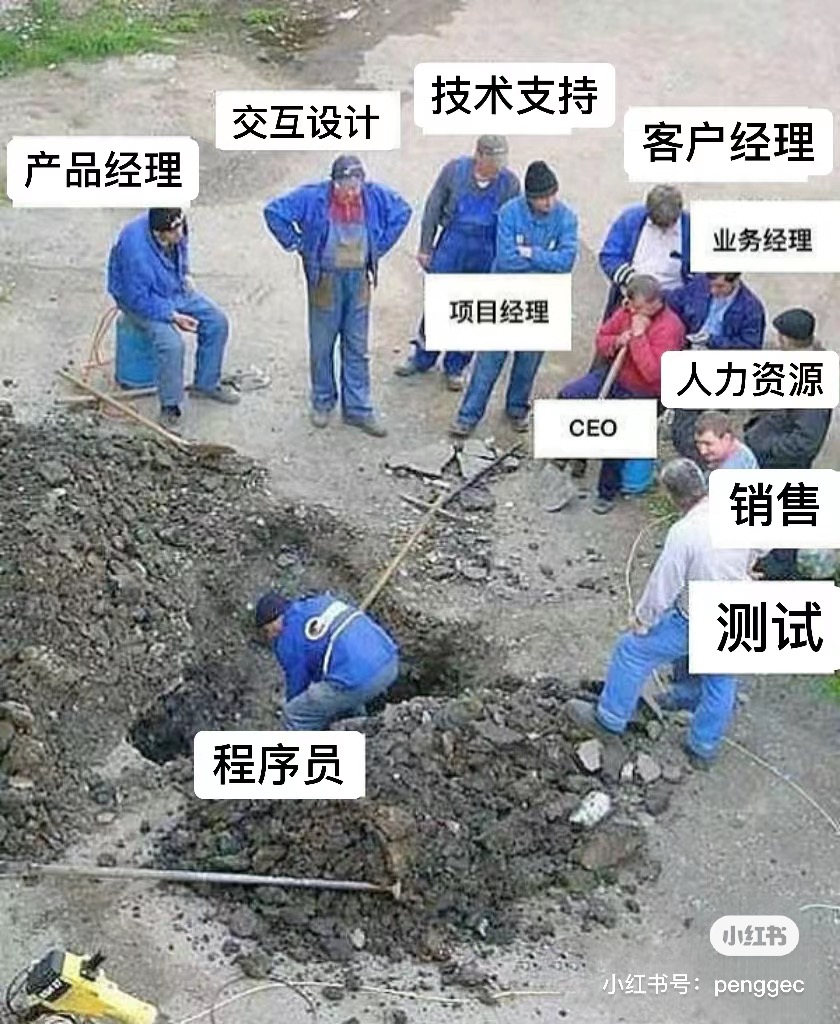 技术支持
交互设计
客户经理
产品经理
业务经理
项目经理
人力资源
CEO
销售
测试
程序员
小红书
小红书号：penggec